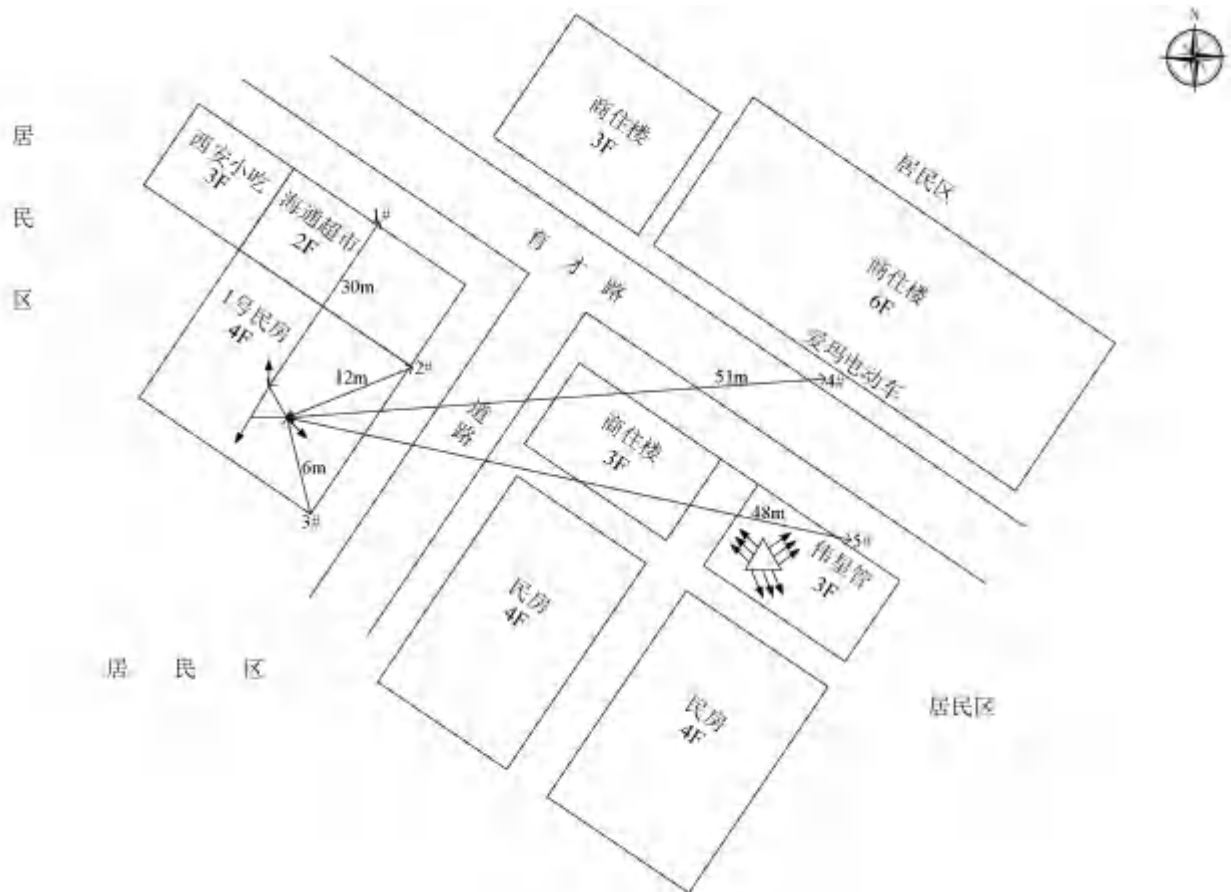 N
商住楼
3F
居
民
区
居民区
西安小吃
3F
海通超市
2F
1#
育才路
商住楼
6F
30m
1号民房
4F
爱玛电动车
2#
12m
51m
4#
道路
商住楼
3F
6m
3#
48m
5#
伟星管
3F
民房
4F
居民区
民房
4F
居民区